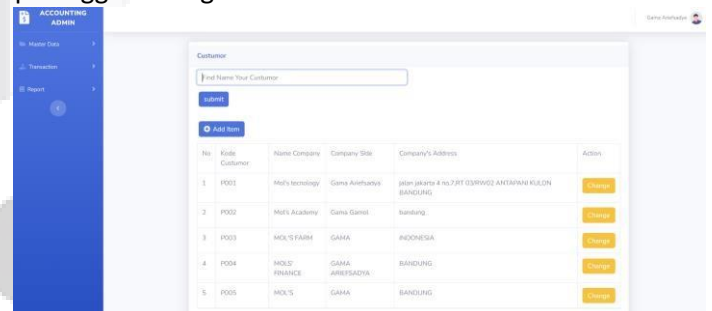 ACCOUNTING
ADMIN
Gama Ariefsadya
Master Data
Transaction
Report
Custumor
Find Name Your Custumor
submit
Add Item
No Kode Custumor Name Company Company Side Company's Address Action
1 P001 Mol's tecnology Gama Ariefsadya jalan jakarta 4 no.7,RT 03/RW02 ANTAPANI KULON BANDUNG Change
2 P002 Mol's Academy Gama Gamol bandung Change
3 P003 MOL'S FARM GAMA INDONESIA Change
4 P004 MOLS' FINANCE GAMA ARIEFSADYA BANDUNG Change
5 P005 MOL'S GAMA BANDUNG Change